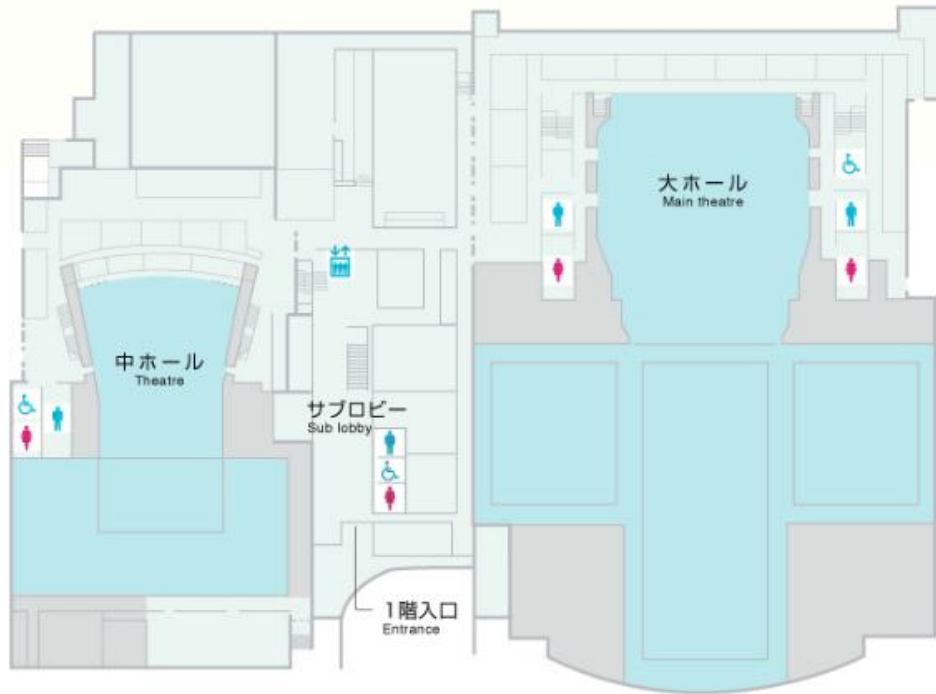 大ホール
Main theatre
中ホール
Theatre
サブロビー
Sub lobby
1階入口
Entrance